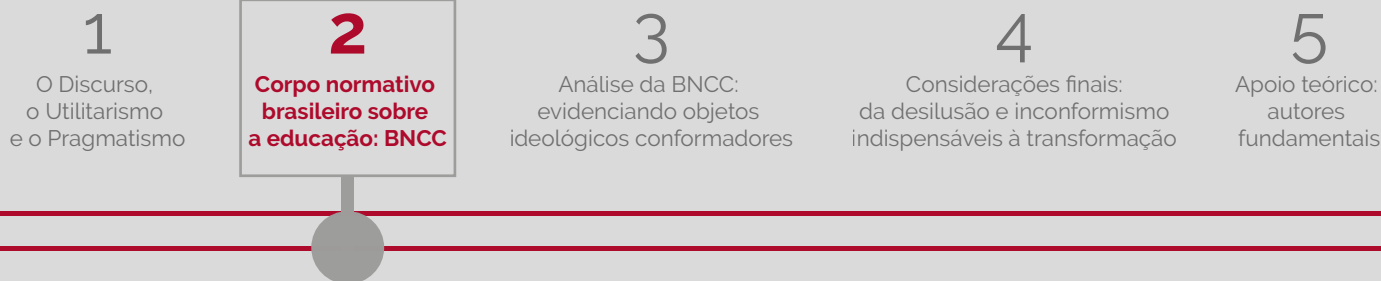 1
O Discurso,
o Utilitarismo
e o Pragmatismo
2
Corpo normativo
brasileiro sobre
a educação: BNCC
3
Análise da BNCC:
evidenciando objetos
ideológicos conformadores
4
Considerações finais:
da desilusão e inconformismo
indispensáveis à transformação
5
Apoio teórico:
autores
fundamentais